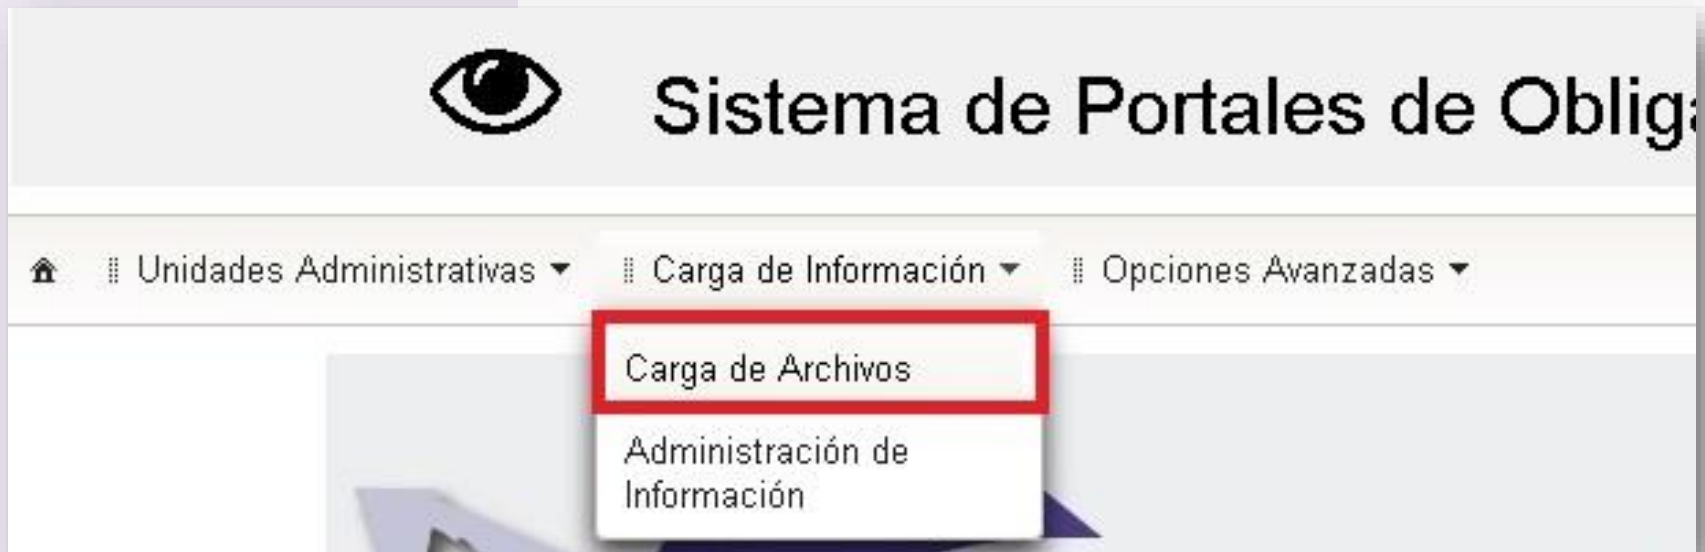 Sistema de Portales de Oblig
Unidades Administrativas Carga de Información Opciones Avanzadas
Carga de Archivos
Administración de
Información